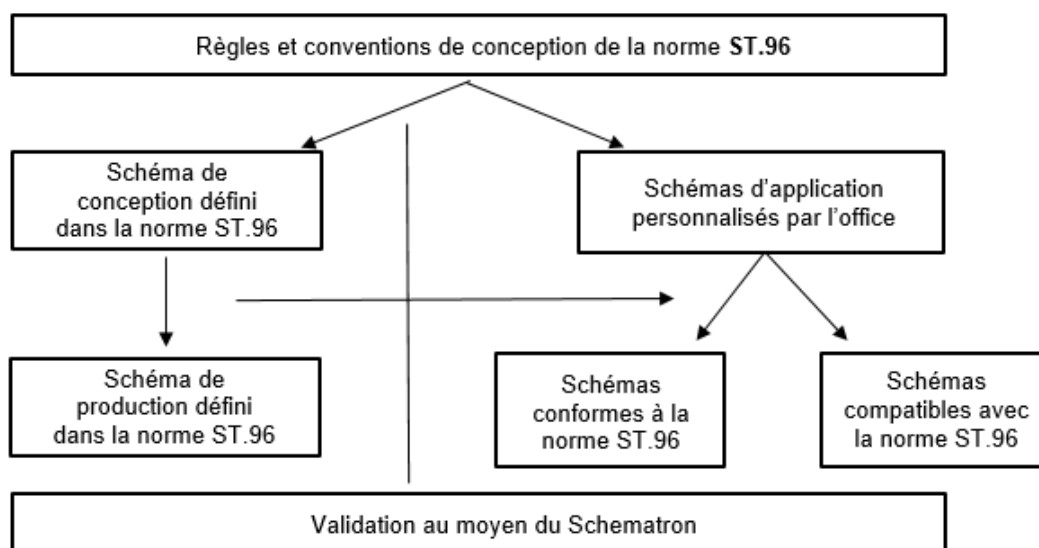 Règles et conventions de conception de la norme ST.96
Schéma de
conception défini
dans la norme ST.96
Schémas d'application
personnalisés par l'office
Schéma de
production défini
dans la norme ST.96
Schémas
conformes à la
norme ST.96
Schémas
compatibles avec
la norme ST.96
Validation au moyen du Schematron